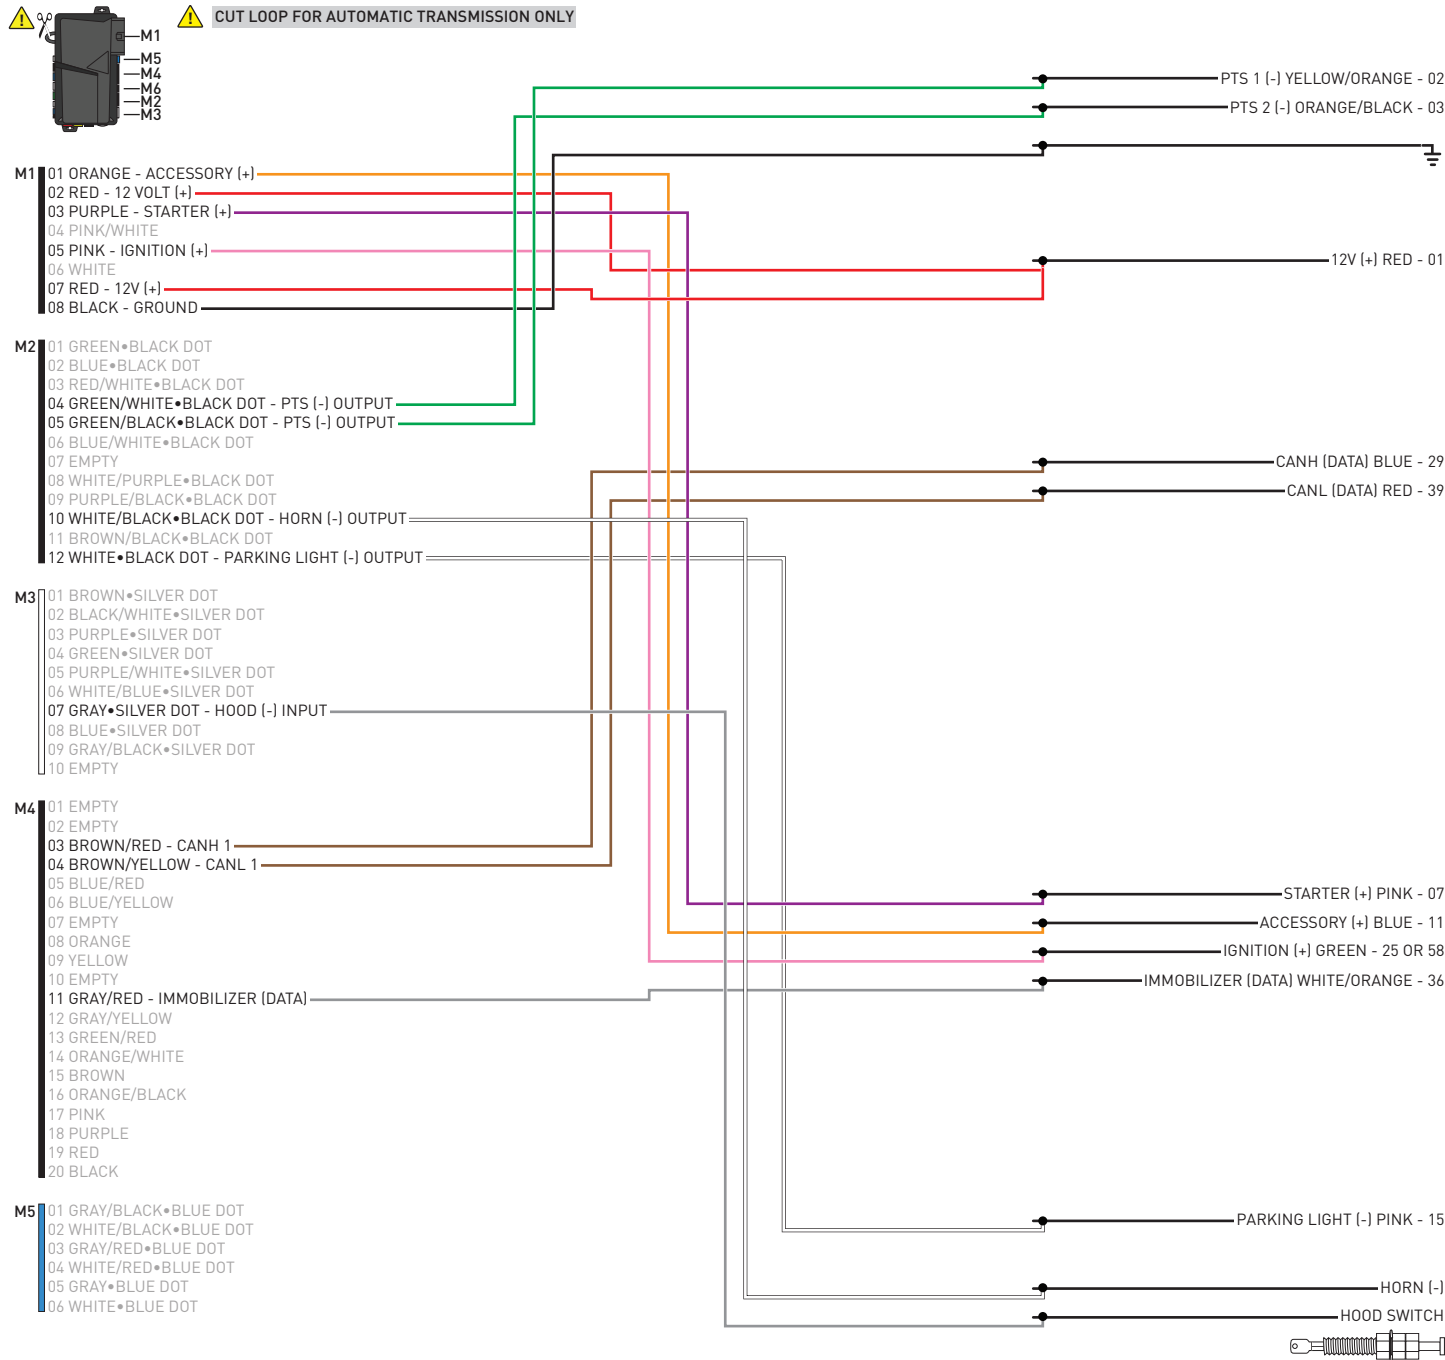 CUT LOOP FOR AUTOMATIC TRANSMISSION ONLY
M1
M5
M4
M6
M2
M3
PTS 1 (-) YELLOW/ORANGE - 02
PTS 2 (-) ORANGE/BLACK - 03
M1
01 ORANGE - ACCESSORY (+)
02 RED - 12 VOLT (+)
03 PURPLE - STARTER (+)
04 PINK/WHITE
05 PINK - IGNITION (+)
06 WHITE
07 RED - 12V (+)
08 BLACK - GROUND
12V (+) RED - 01
M2
01 GREEN•BLACK DOT
02 BLUE•BLACK DOT
03 RED/WHITE•BLACK DOT
04 GREEN/WHITE•BLACK DOT - PTS (-) OUTPUT
05 GREEN/BLACK•BLACK DOT - PTS (-) OUTPUT
06 BLUE/WHITE•BLACK DOT
07 EMPTY
08 WHITE/PURPLE•BLACK DOT
09 PURPLE/BLACK•BLACK DOT
10 WHITE/BLACK•BLACK DOT - HORN (-) OUTPUT
11 BROWN/BLACK•BLACK DOT
12 WHITE•BLACK DOT - PARKING LIGHT (-) OUTPUT
CANH (DATA) BLUE - 29
CANL (DATA) RED - 39
M3
01 BROWN•SILVER DOT
02 BLACK/WHITE•SILVER DOT
03 PURPLE•SILVER DOT
04 GREEN•SILVER DOT
05 PURPLE/WHITE•SILVER DOT
06 WHITE/BLUE•SILVER DOT
07 GRAY•SILVER DOT - HOOD (-) INPUT
08 BLUE•SILVER DOT
09 GRAY/BLACK•SILVER DOT
10 EMPTY
M4
01 EMPTY
02 EMPTY
03 BROWN/RED - CANH 1
04 BROWN/YELLOW - CANL 1
05 BLUE/RED
06 BLUE/YELLOW
07 EMPTY
08 ORANGE
09 YELLOW
10 EMPTY
11 GRAY/RED - IMMOBILIZER (DATA)
12 GRAY/YELLOW
13 GREEN/RED
14 ORANGE/WHITE
15 BROWN
16 ORANGE/BLACK
17 PINK
18 PURPLE
19 RED
20 BLACK
STARTER (+) PINK - 07
ACCESSORY (+) BLUE - 11
IGNITION (+) GREEN - 25 OR 58
IMMOBILIZER (DATA) WHITE/ORANGE - 36
M5
01 GRAY/BLACK•BLUE DOT
02 WHITE/BLACK•BLUE DOT
03 GRAY/RED•BLUE DOT
04 WHITE/RED•BLUE DOT
05 GRAY•BLUE DOT
06 WHITE•BLUE DOT
PARKING LIGHT (-) PINK - 15
HORN (-)
HOOD SWITCH